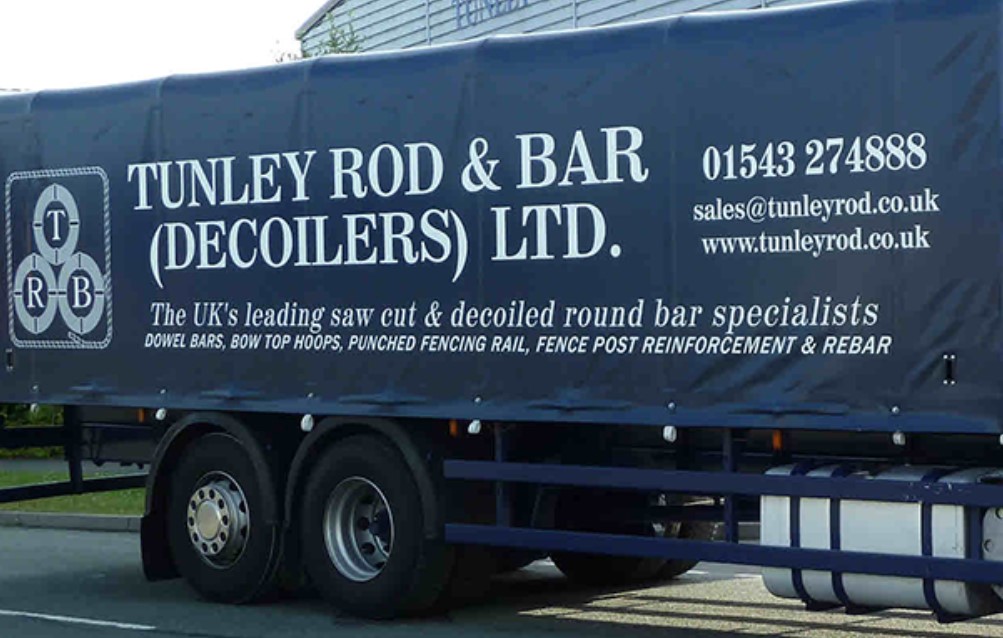 TUNLEY
TUNLEY ROD & BAR
(DECOILERS) LTD.
01543 274888
sales@tunleyrod.co.uk
www.tunleyrod.co.uk
T
R B
The UK's leading saw cut & decoiled round bar specialists
DOWEL BARS, BOW TOP HOOPS, PUNCHED FENCING RAIL, FENCE POST REINFORCEMENT & REBAR